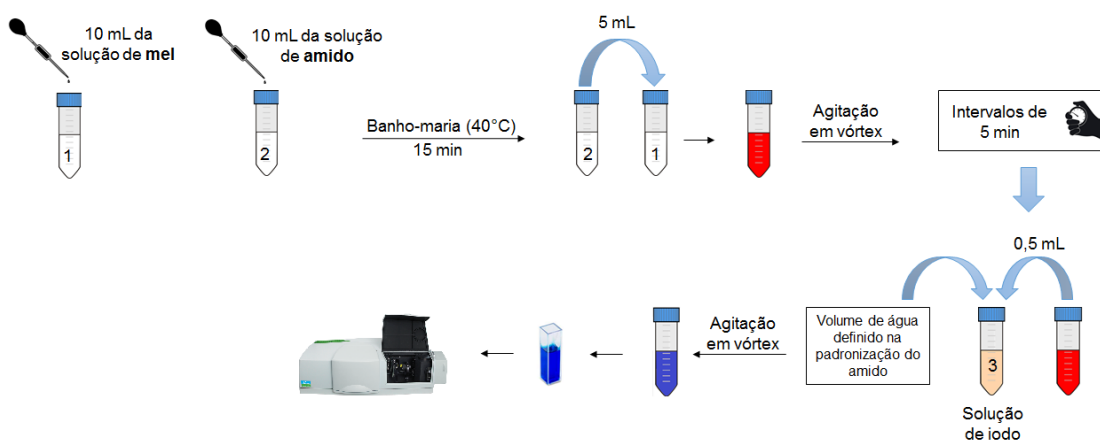 10 mL da
solução de mel
10 mL da solução
de amido
1
2
Banho-maria (40°C)
15 min
5 mL
2
1
Agitação
em vórtex
Intervalos de
5 min
0,5 mL
Volume de água
definido na
padronização do
amido
3
Solução
de iodo
Agitação
em vórtex